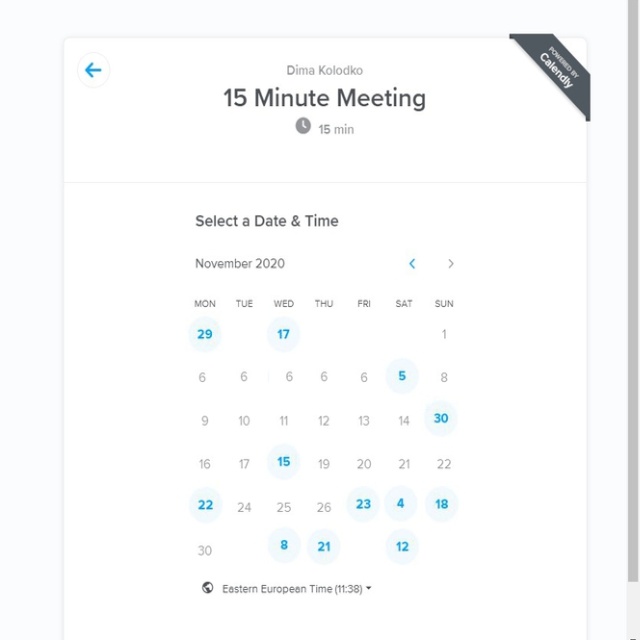 POWERED BY
Calendly
Dima Kolodko
15 Minute Meeting
15 min
Select a Date & Time
November 2020
MON TUE WED THU FRI SAT SUN
29 17 1
6 6 6 6 6 5 8
9 10 11 12 13 14 30
16 17 15 19 20 21 22
22 24 25 26 23 4 18
30 8 21 12
Eastern European Time (11:38)